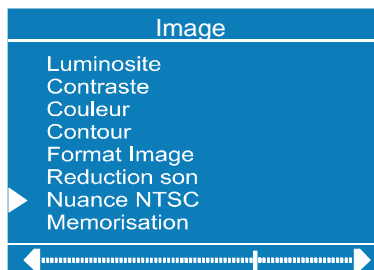 Image
Luminosite
Contraste
Couleur
Contour
Format Image
Reduction son
Nuance NTSC
Memorisation